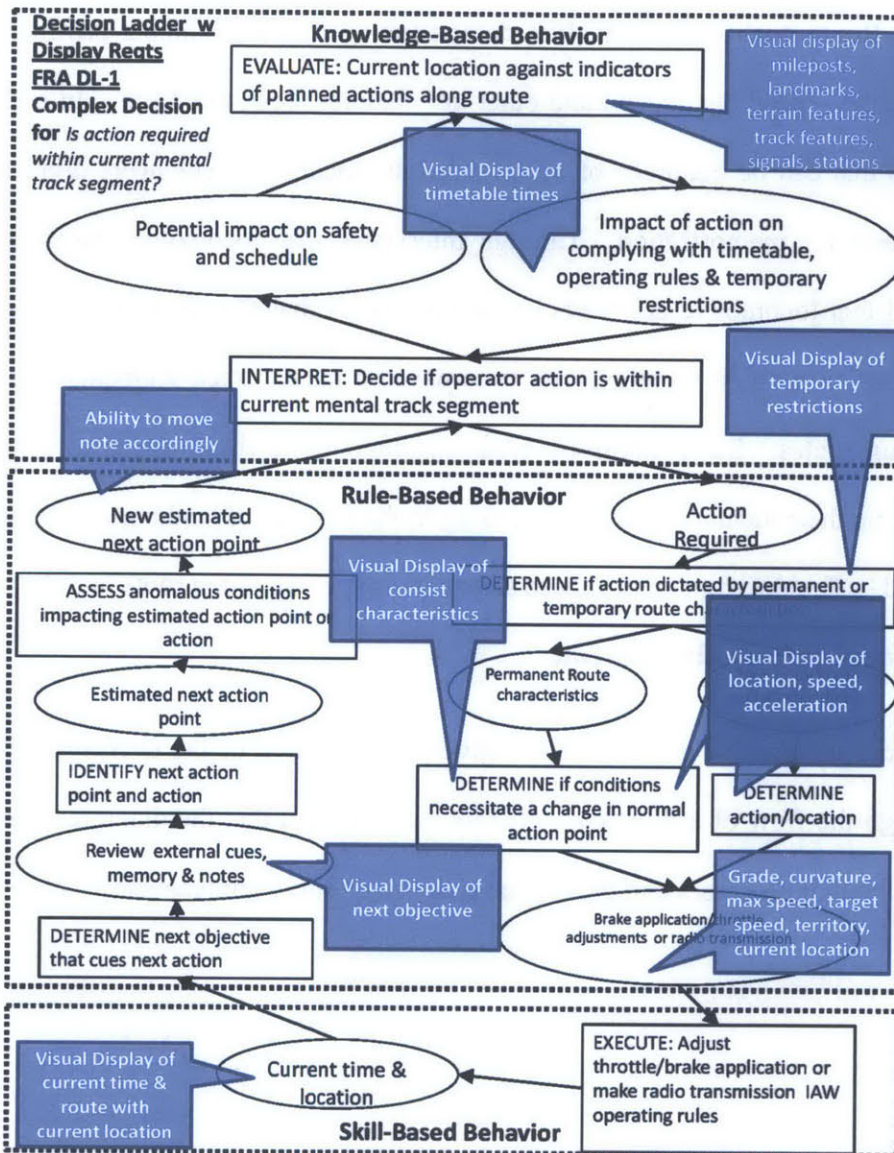 Decision Ladder w
Display Reqts
FRA DL-1
Complex Decision
for Is action required
within current mental
track segment?
Knowledge-Based Behavior
EVALUATE: Current location against indicators
of planned actions along route
Visual display of
mileposts,
landmarks,
terrain features,
track features,
signals, stations
Visual Display of
timetable times
Potential impact on safety
and schedule
Impact of action on
complying with timetable,
operating rules & temporary
restrictions
INTERPRET: Decide if operator action is within
current mental track segment
Visual Display of
temporary
restrictions
Ability to move
note accordingly
Rule-Based Behavior
New estimated
next action point
Action
Required
Visual Display of
consist
characteristics
ASSESS anomalous conditions
impacting estimated action point or
action
DETERMINE if action dictated by permanent or
temporary route
Estimated next action
point
Permanent Route
characteristics
Visual Display of
location, speed,
acceleration
IDENTIFY next action
point and action
DETERMINE if conditions
necessitate a change in normal
action point
DETERMINE
action/location
Review external cues,
memory & notes
Visual Display of
next objective
Brake application/throttle
adjustments or radio transmission
Grade, curvature,
max speed, target
speed, territory,
current location
DETERMINE next objective
that cues next action
Visual Display of
current time &
route with
current location
Current time &
location
EXECUTE: Adjust
throttle/brake application or
make radio transmission IAW
operating rules
Skill-Based Behavior